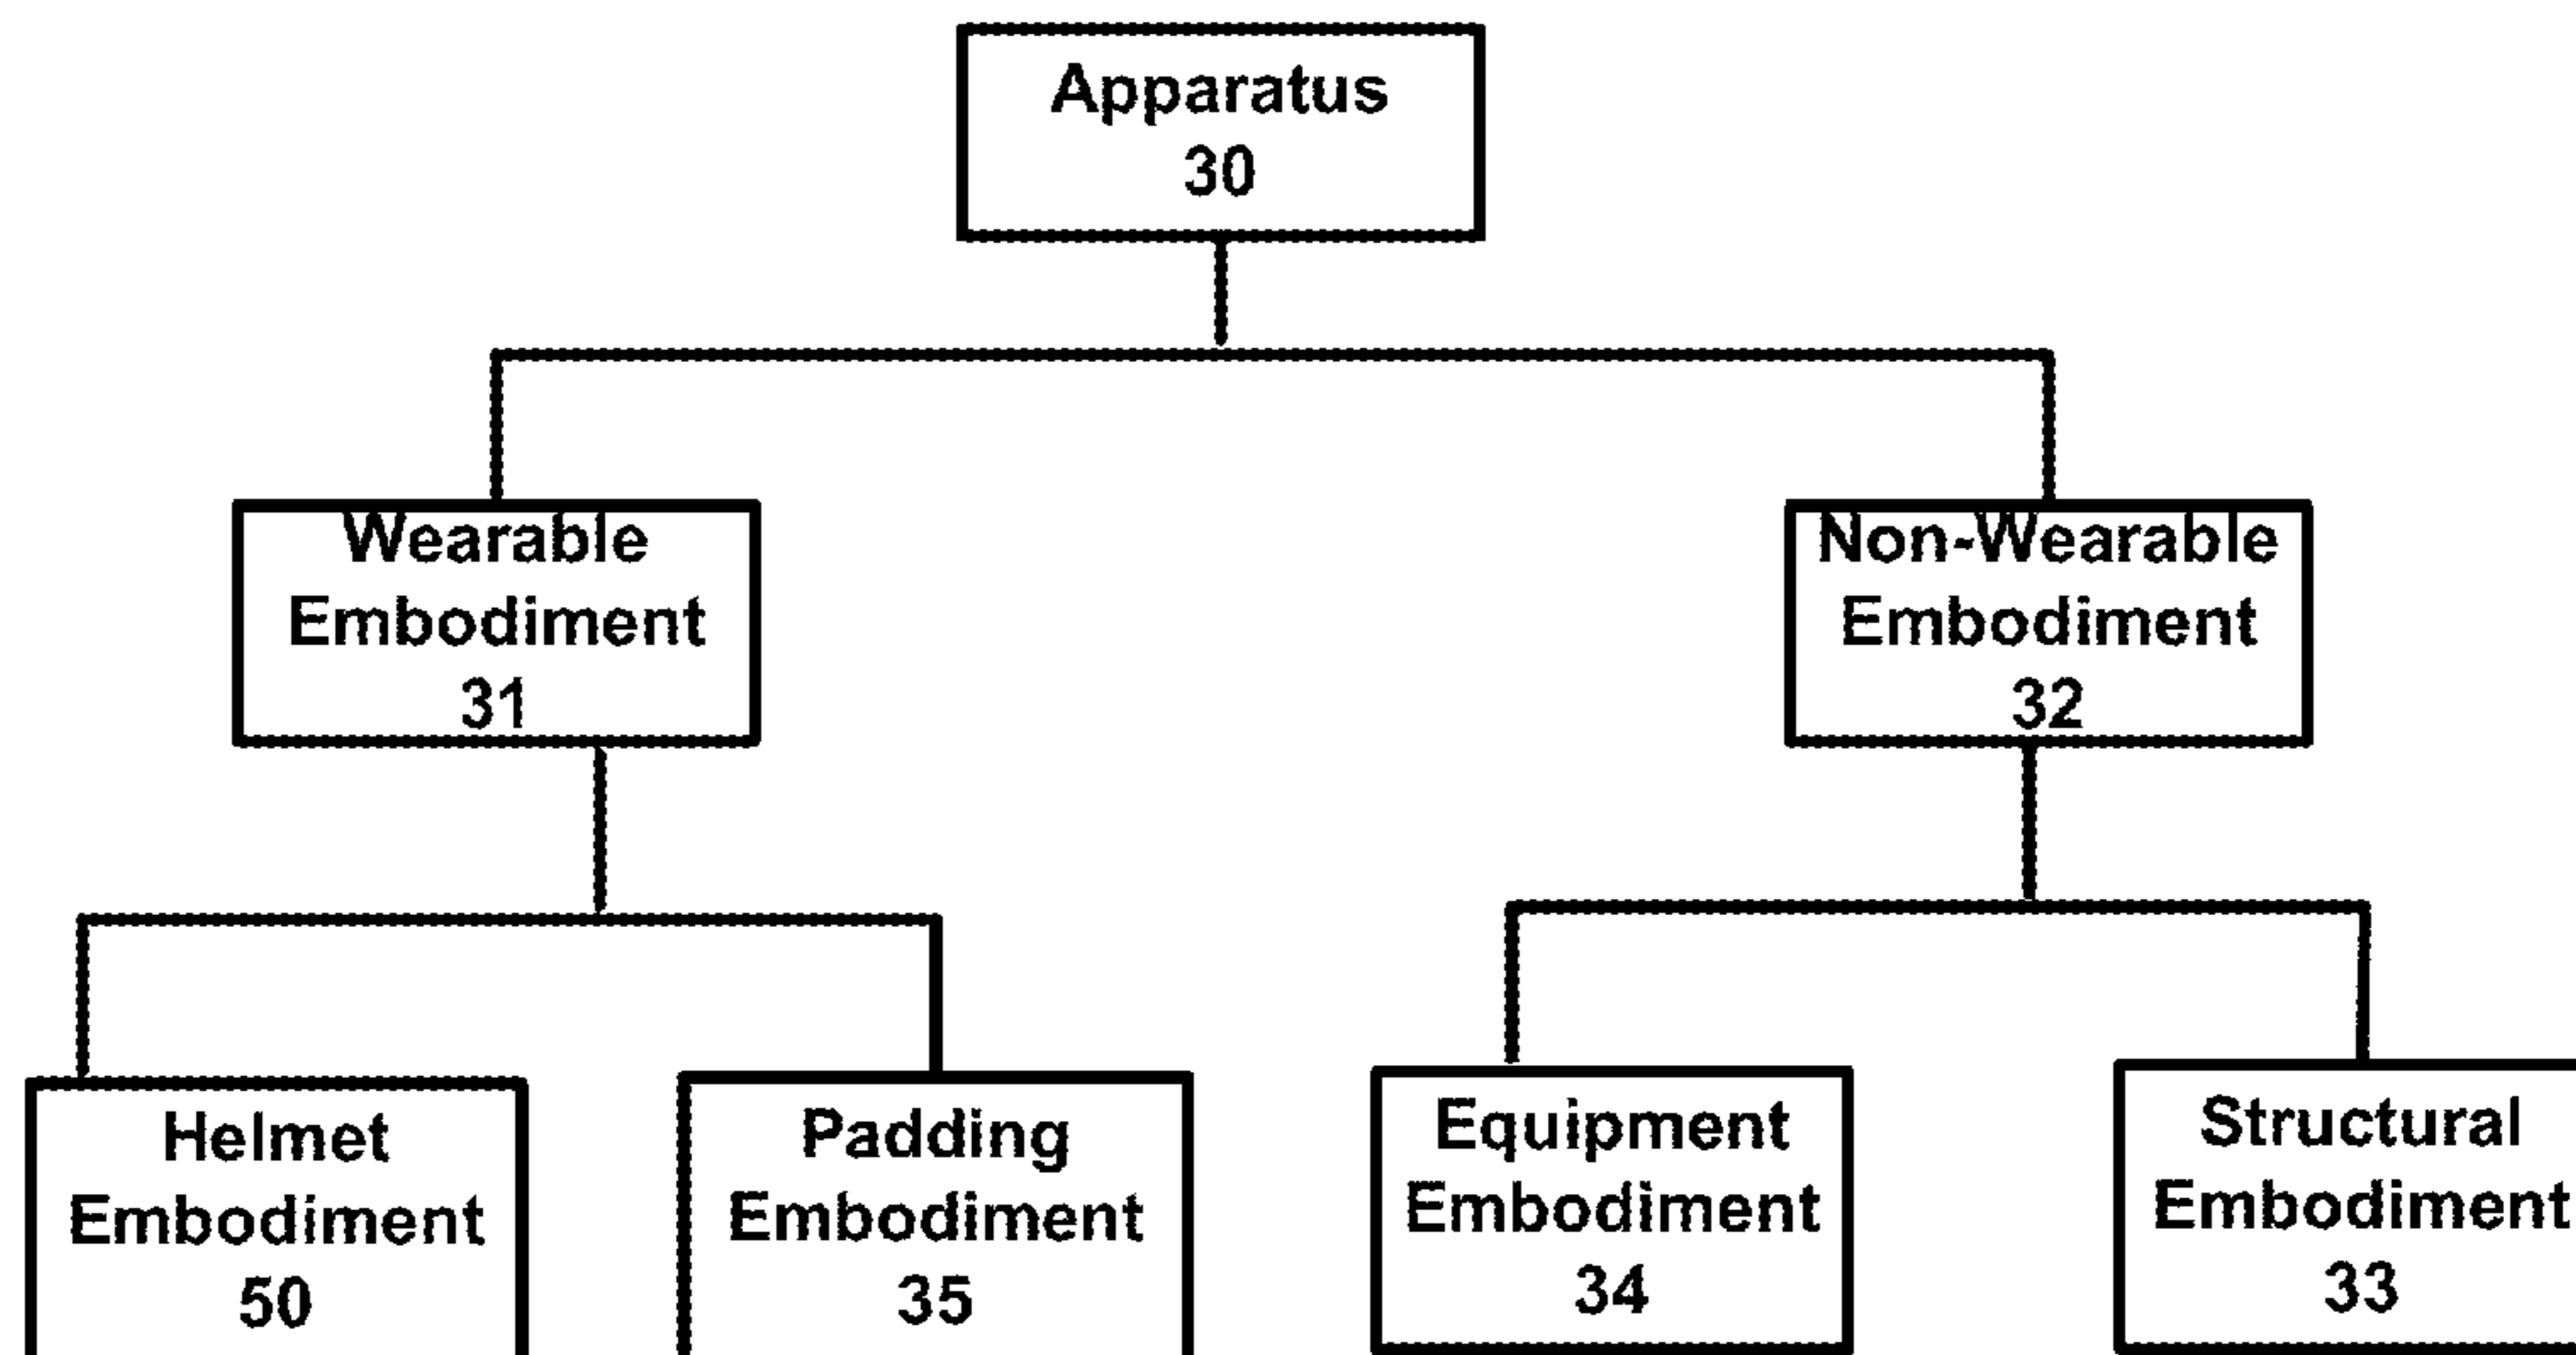 Apparatus
30
Wearable
Embodiment
31
Non-Wearable
Embodiment
32
Helmet
Embodiment
50
Padding
Embodiment
35
Equipment
Embodiment
34
Structural
Embodiment
33